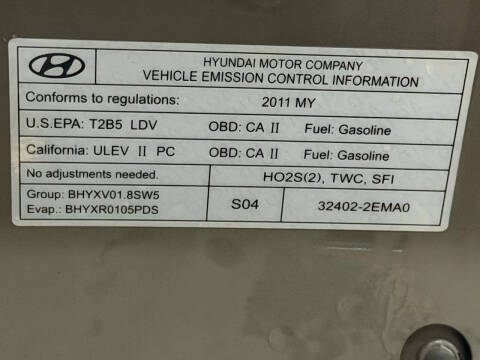 HYUNDAI MOTOR COMPANY
VEHICLE EMISSION CONTROL INFORMATION
Conforms to regulations: 2011 MY
U.S.EPA: T2B5 LDV OBD: CA II Fuel: Gasoline
California: ULEV II PC OBD: CA II Fuel: Gasoline
No adjustments needed. HO2S(2), TWC, SFI
Group: BHYXV01.8SW5
Evap.: BHYXR0105PDS
S04 32402-2EMA0